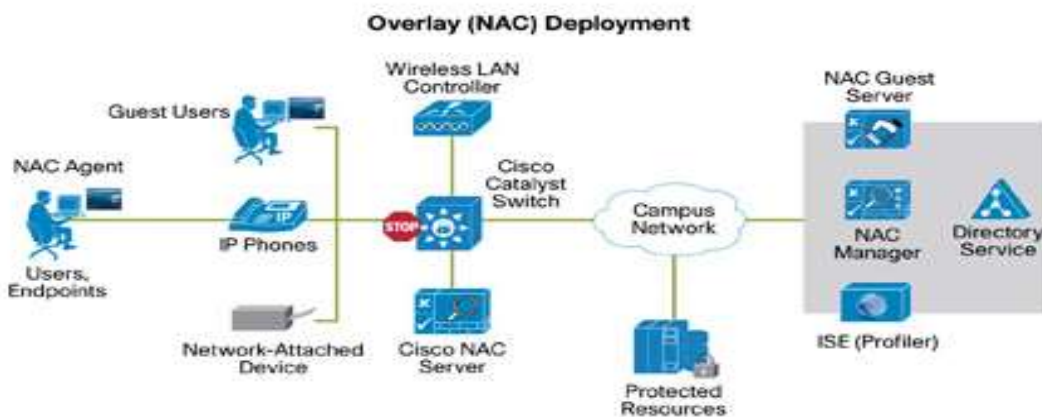 Overlay (NAC) Deployment
Wireless LAN
Controller
NAC Guest
Server
Guest Users
NAC Agent
Cisco
Catalyst
Switch
STOP
IP
IP Phones
Users,
Endpoints
Campus
Network
NAC
Manager
Directory
Service
Network-Attached
Device
Cisco NAC
Server
Protected
Resources
ISE (Profiler)